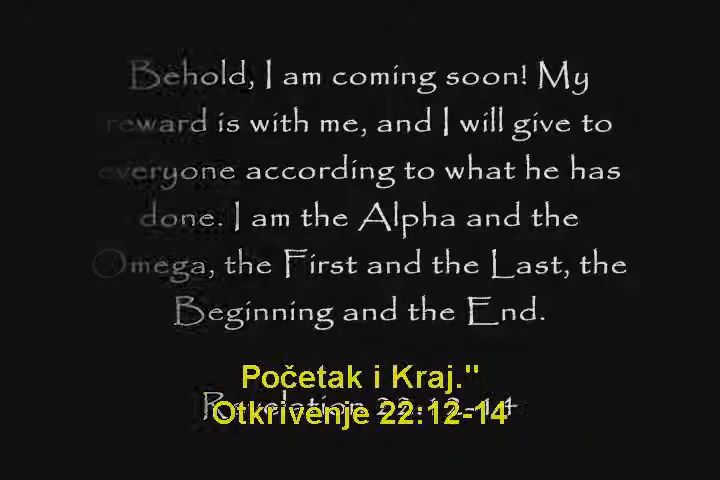 Behold, I am coming soon! My
reward is with me, and I will give to
everyone according to what he has
done. I am the Alpha and the
Omega, the First and the Last, the
Beginning and the End.
Početak i Kraj."
Revelation 22:12-14
Otkrivenje 22:12-14